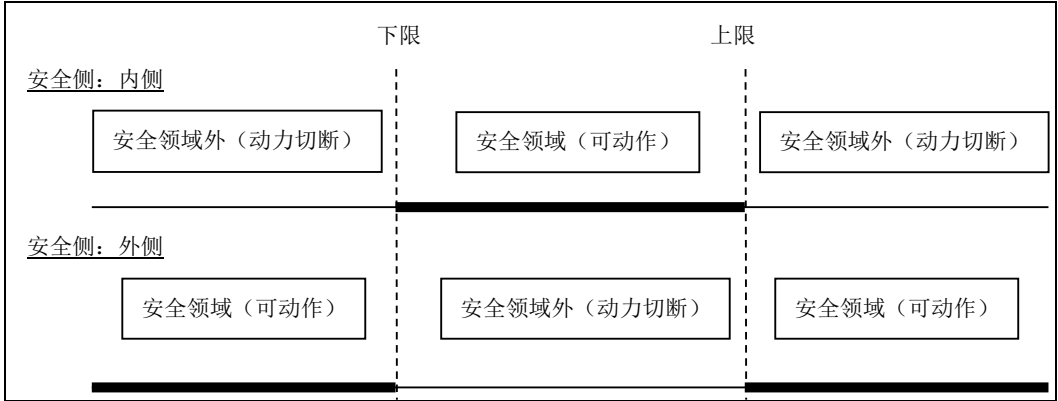 下限 上限
安全侧：内侧
安全领域外（动力切断） 安全领域（可动作） 安全领域外（动力切断）
安全侧：外侧
安全领域（可动作） 安全领域外（动力切断） 安全领域（可动作）